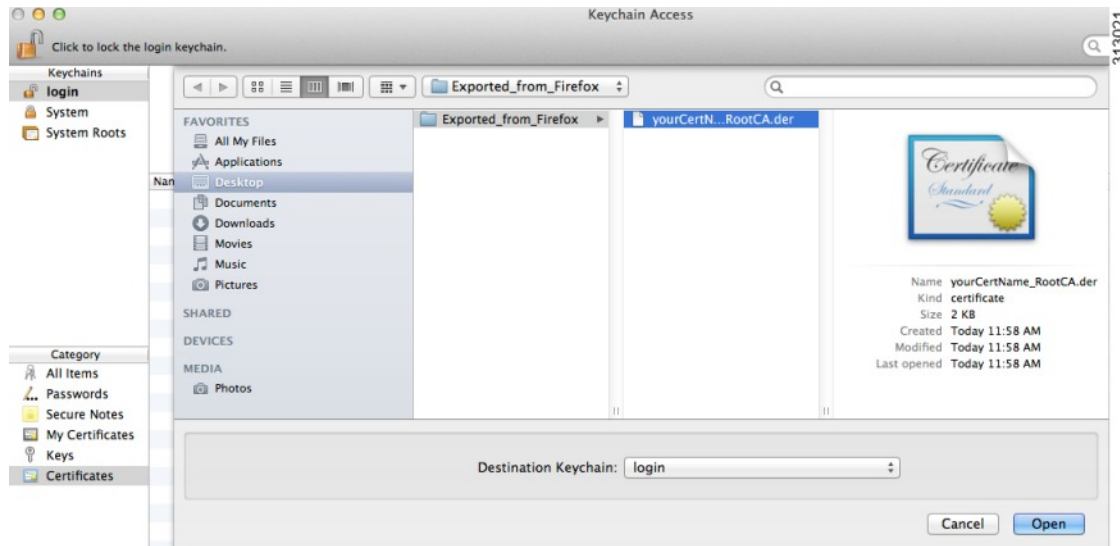 Keychain Access
Click to lock the login keychain.
313021
Keychains
login
System
System Roots
Exported_from_Firefox
FAVORITES
All My Files
Applications
Desktop
Documents
Downloads
Movies
Music
Pictures
SHARED
DEVICES
MEDIA
Photos
Nan
Exported_from_Firefox
yourCertN...RootCA.der
Certificate
Standard
Name yourCertName_RootCA.der
Kind certificate
Size 2 KB
Created Today 11:58 AM
Modified Today 11:58 AM
Last opened Today 11:58 AM
Category
All Items
Passwords
Secure Notes
My Certificates
Keys
Certificates
Destination Keychain: login
Cancel Open